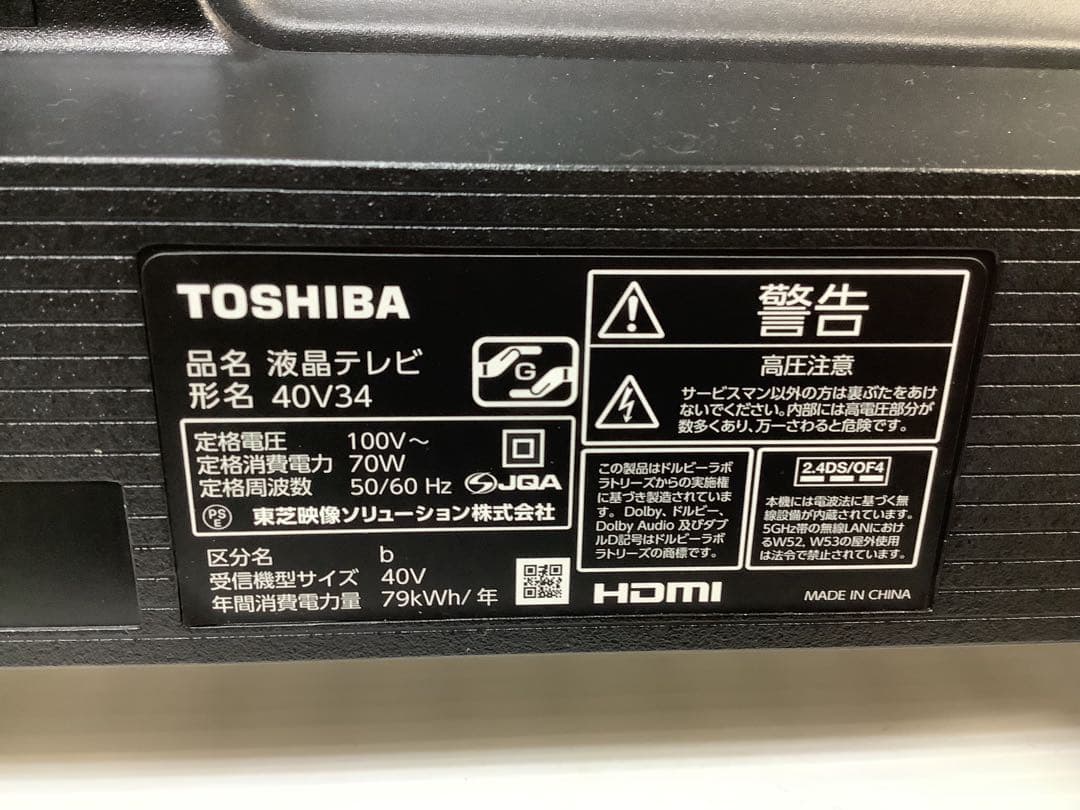 TOSHIBA
品名 液晶テレビ
形名 40V34
G
定格電圧 100V～
定格消費電力 70W
定格周波数 50/60 Hz
JQA
PS
E
東芝映像ソリューション株式会社
区分名 b
受信機型サイズ 40V
年間消費電力量 79kWh/年
警告
高圧注意
サービスマン以外の方は裏ぶたをあけ
ないでください。内部には高電圧部分が
数多くあり、万一さわると危険です。
この製品はドルビーラボ
ラトリーズからの実施権
に基づき製造されていま
す。Dolby、ドルビー、
Dolby Audio 及びダブ
ルD記号はドルビーラボ
ラトリーズの商標です。
2.4DS/OF4
本機には電波法に基づく無
線設備が内蔵されています。
5GHz帯の無線LANにおけ
るW52, W53の屋外使用
は法令で禁止されています。
HDMI
MADE IN CHINA